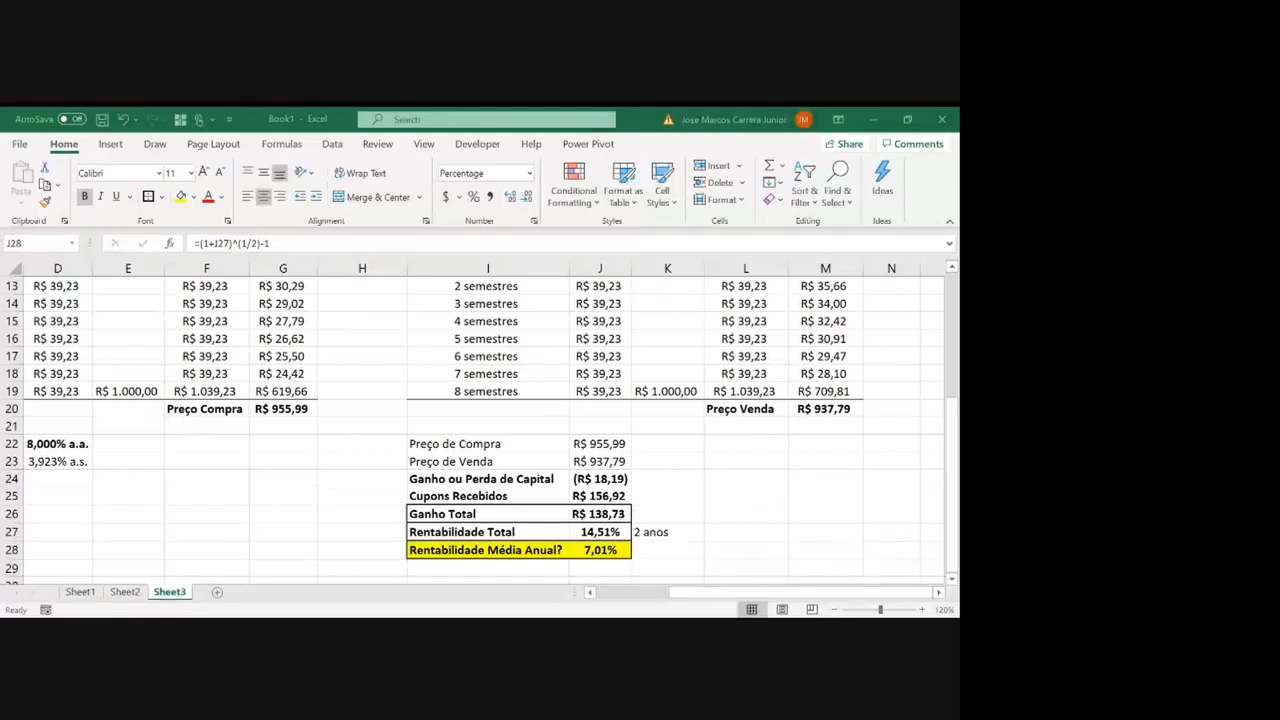 AutoSave Off Book1 - Excel Search Jose Marcos Carrera Junior JM
File Home Insert Draw Page Layout Formulas Data Review View Developer Help Power Pivot Share Comments
Paste Calibri 11 A A Wrap Text Percentage Conditional Formatting Format as Table Cell Styles Insert Delete Format Sort & Filter Find & Select Ideas
B I U A Merge & Center $ % 9
Clipboard Font Alignment Number Styles Cells Editing Ideas
J28 fx =(1+J27)^(1/2)-1
D E F G H I J K L M N
13 R$ 39,23 R$ 39,23 R$ 30,29 2 semestres R$ 39,23 R$ 39,23 R$ 35,66
14 R$ 39,23 R$ 39,23 R$ 29,02 3 semestres R$ 39,23 R$ 39,23 R$ 34,00
15 R$ 39,23 R$ 39,23 R$ 27,79 4 semestres R$ 39,23 R$ 39,23 R$ 32,42
16 R$ 39,23 R$ 39,23 R$ 26,62 5 semestres R$ 39,23 R$ 39,23 R$ 30,91
17 R$ 39,23 R$ 39,23 R$ 25,50 6 semestres R$ 39,23 R$ 39,23 R$ 29,47
18 R$ 39,23 R$ 39,23 R$ 24,42 7 semestres R$ 39,23 R$ 39,23 R$ 28,10
19 R$ 39,23 R$ 1.000,00 R$ 1.039,23 R$ 619,66 8 semestres R$ 39,23 R$ 1.000,00 R$ 1.039,23 R$ 709,81
20 Preço Compra R$ 955,99 Preço Venda R$ 937,79
21
22 8,000% a.a. Preço de Compra R$ 955,99
23 3,923% a.s. Preço de Venda R$ 937,79
24 Ganho ou Perda de Capital (R$ 18,19)
25 Cupons Recebidos R$ 156,92
26 Ganho Total R$ 138,73
27 Rentabilidade Total 14,51% 2 anos
28 Rentabilidade Média Anual? 7,01%
29
Sheet1 Sheet2 Sheet3
Ready 120%